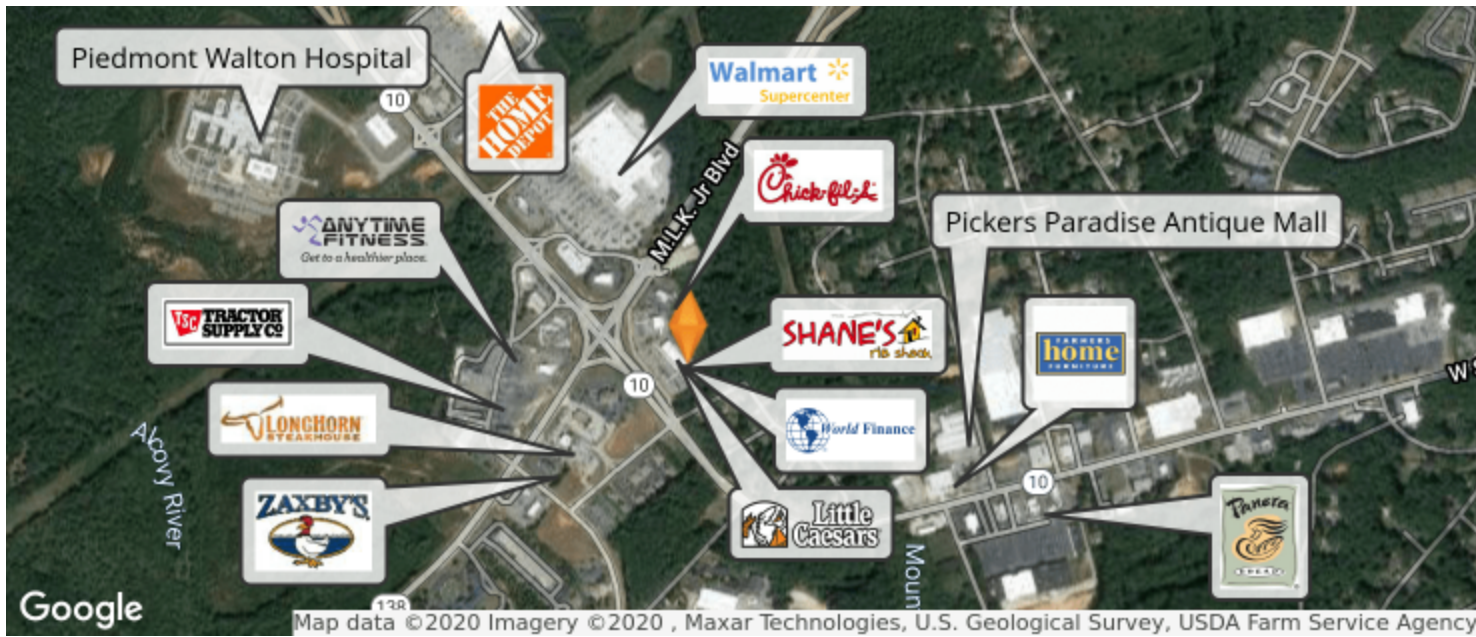 Piedmont Walton Hospital
10
THE
HOME
DEPOT
Walmart
Supercenter
M.L.K. Jr Blvd
Chick-fil-A
ANYTIME
FITNESS
Get to a healthier place.
Pickers Paradise Antique Mall
TSC TRACTOR
SUPPLY CO
SHANE'S
rib shack
FARMERS
home
FURNITURE
W
10
LONGHORN
STEAKHOUSE
World Finance
Alcovy River
ZAXBY'S
Little
Caesars
10
Panera
BREAD
Moun
138
Google
Map data ©2020 Imagery ©2020 , Maxar Technologies, U.S. Geological Survey, USDA Farm Service Agency